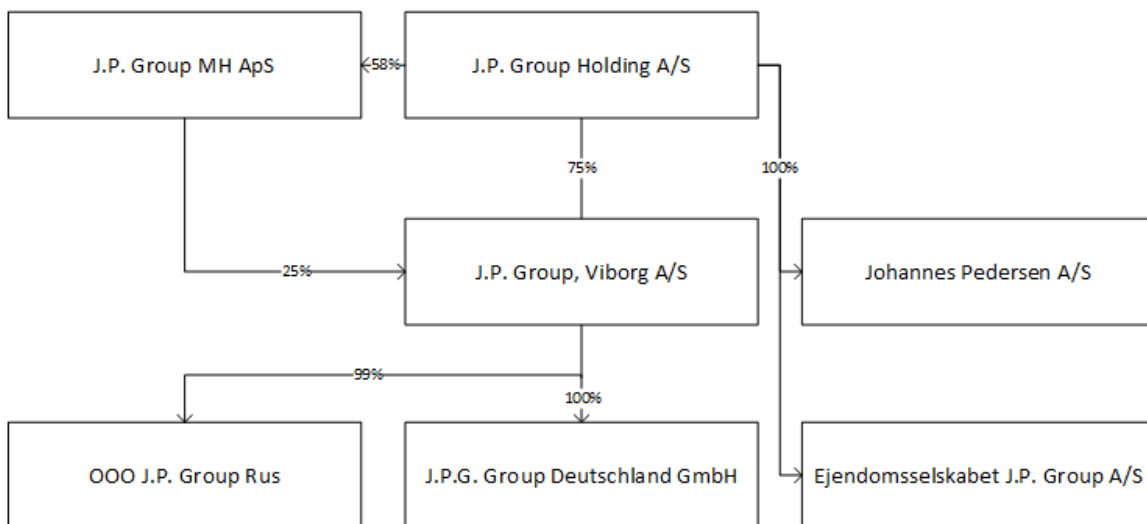 J.P. Group MH ApS
58%
J.P. Group Holding A/S
75%
100%
25%
J.P. Group, Viborg A/S
Johannes Pedersen A/S
99%
100%
OOO J.P. Group Rus
J.P.G. Group Deutschland GmbH
Ejendomsselskabet J.P. Group A/S